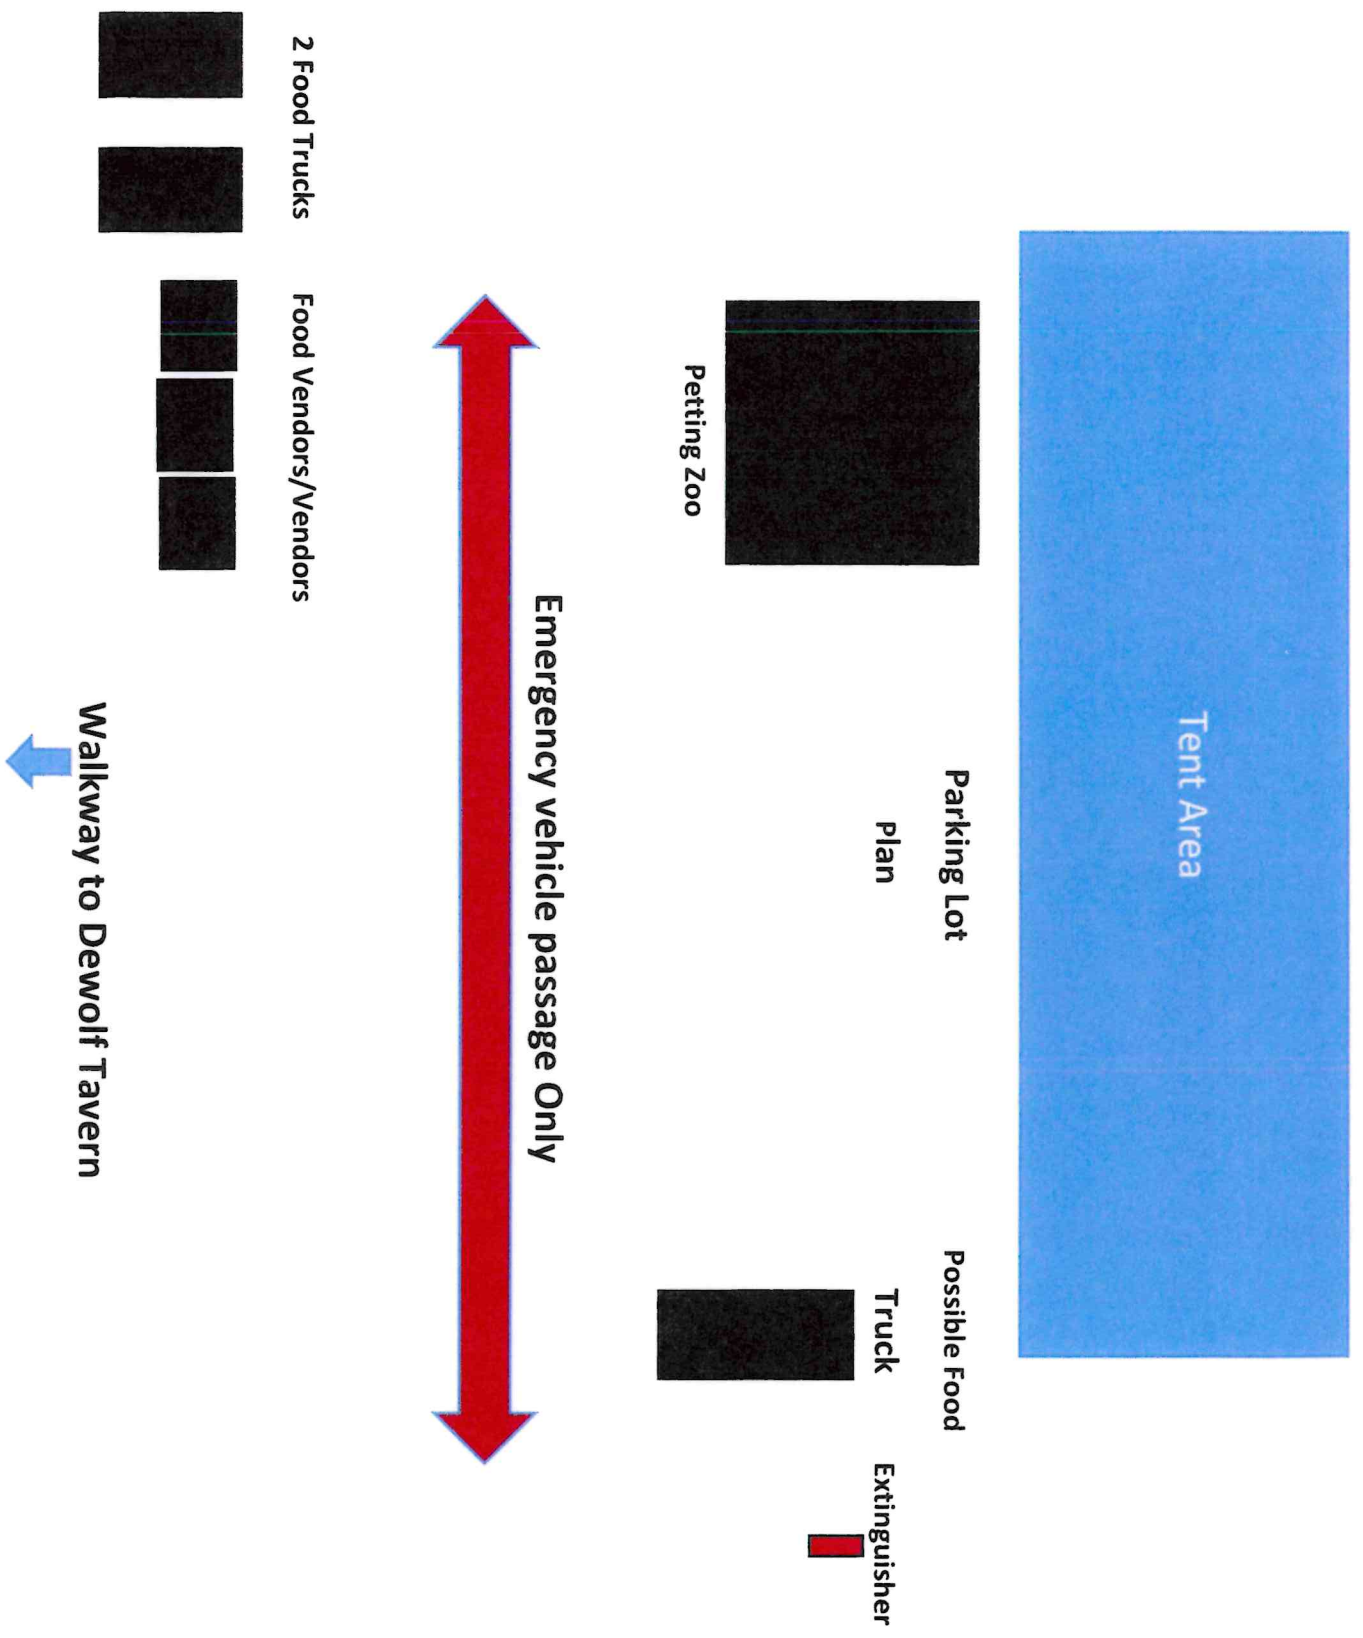 Tent Area
Parking Lot
Plan
Possible Food
Truck
Extinguisher
Petting Zoo
Emergency vehicle passage Only
2 Food Trucks
Food Vendors/Vendors
Walkway to Dewolf Tavern